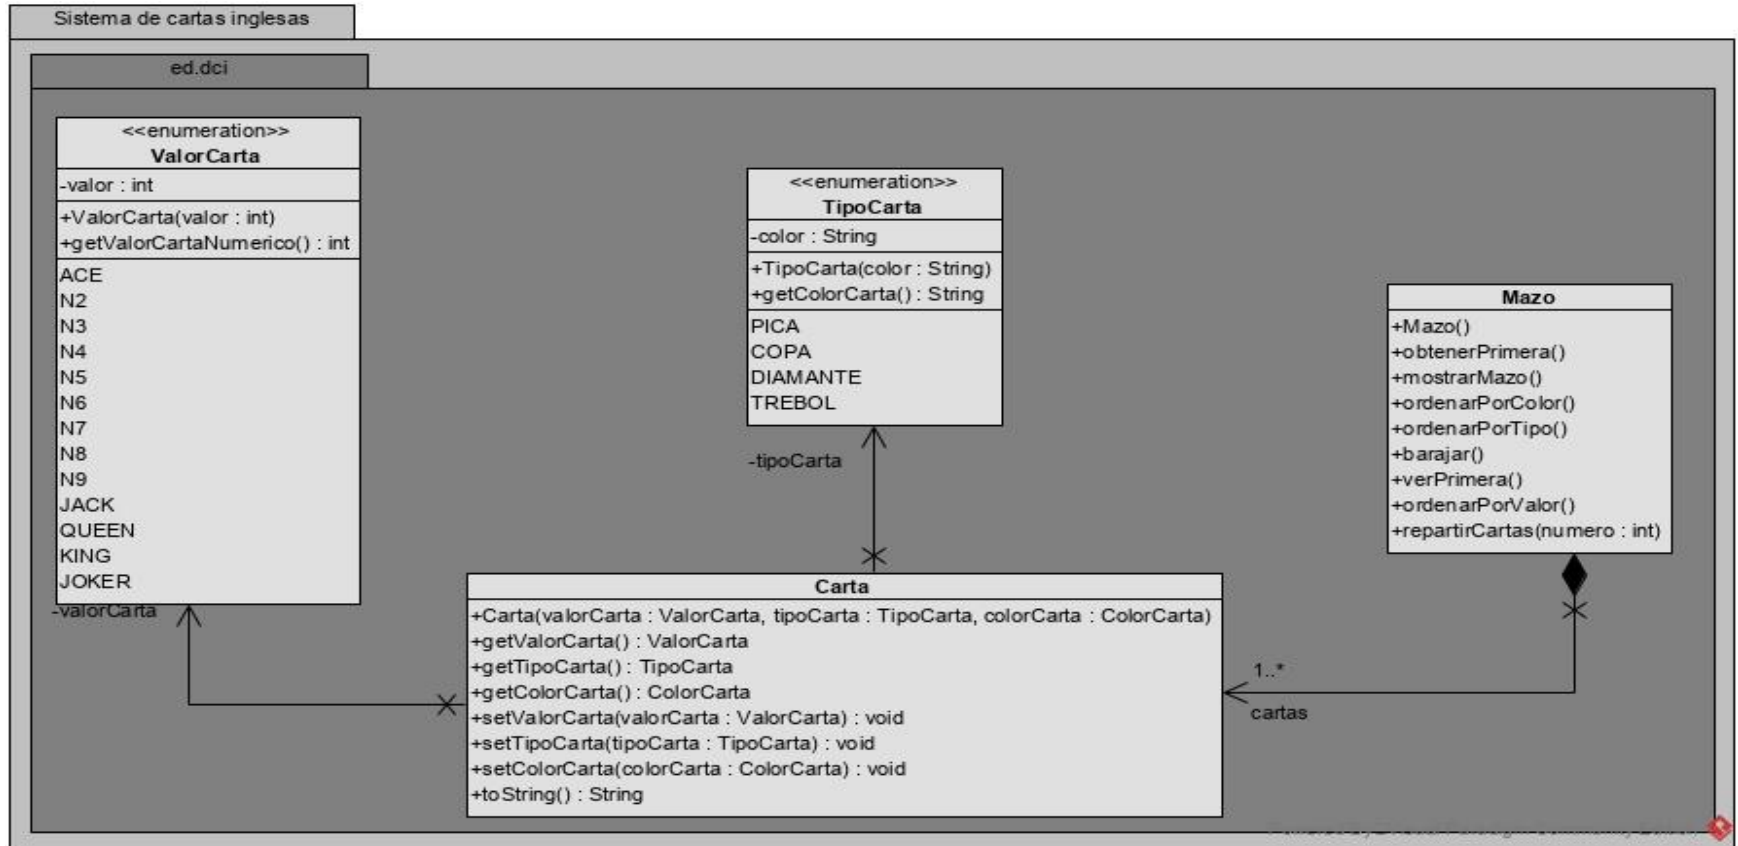 Sistema de cartas inglesas
ed.dci
<<enumeration>>
ValorCarta
-valor : int
+ValorCarta(valor : int)
+getValorCartaNumerico() : int
ACE
N2
N3
N4
N5
N6
N7
N8
N9
JACK
QUEEN
KING
JOKER
-valorCarta
<<enumeration>>
TipoCarta
-color : String
+TipoCarta(color : String)
+getColorCarta() : String
PICA
COPA
DIAMANTE
TREBOL
-tipoCarta
Mazo
+Mazo()
+obtenerPrimera()
+mostrarMazo()
+ordenarPorColor()
+ordenarPorTipo()
+barajar()
+verPrimera()
+ordenarPorValor()
+repartirCartas(numero : int)
Carta
+Carta(valorCarta : ValorCarta, tipoCarta : TipoCarta, colorCarta : ColorCarta)
+getValorCarta() : ValorCarta
+getTipoCarta() : TipoCarta
+getColorCarta() : ColorCarta
+setValorCarta(valorCarta : ValorCarta) : void
+setTipoCarta(tipoCarta : TipoCarta) : void
+setColorCarta(colorCarta : ColorCarta) : void
+toString() : String
1..*
cartas